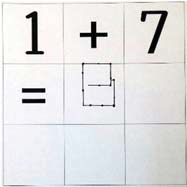 1 + 7
=